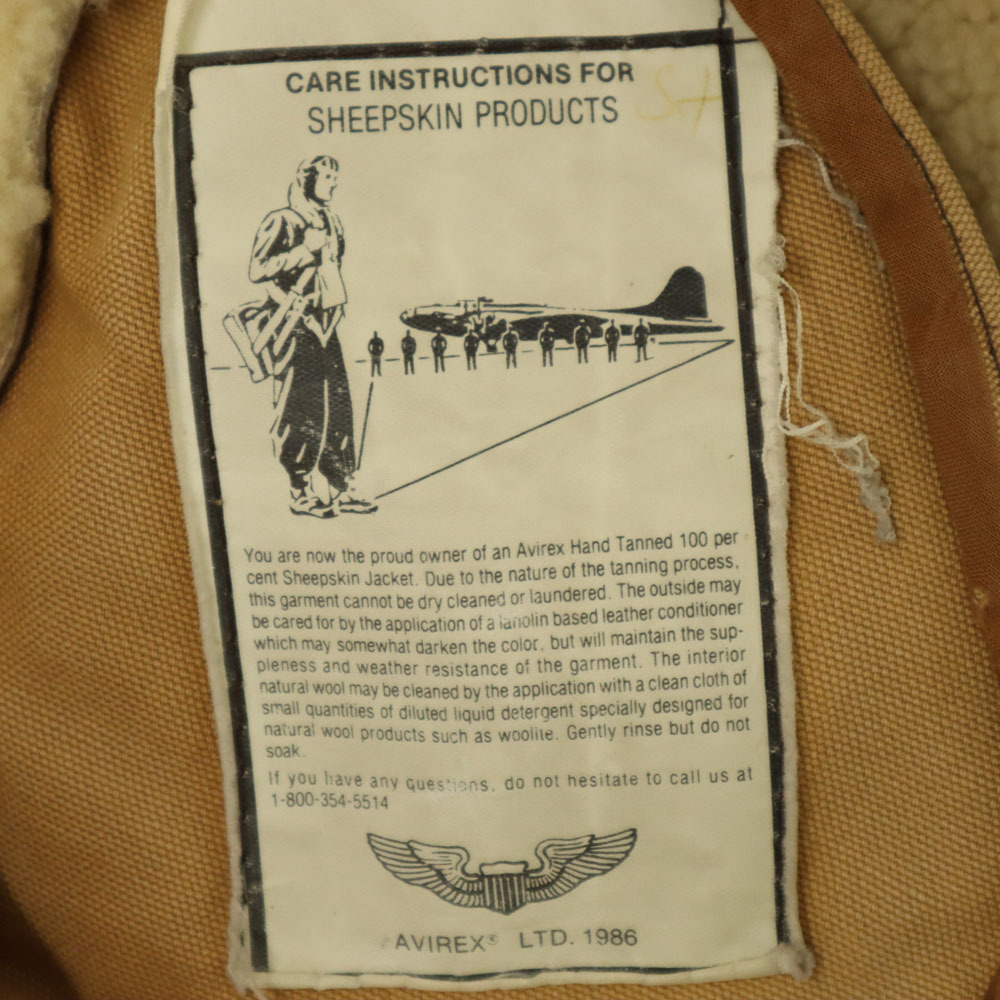 CARE INSTRUCTIONS FOR
SHEEPSKIN PRODUCTS
SH
You are now the proud owner of an Avirex Hand Tanned 100 per
cent Sheepskin Jacket. Due to the nature of the tanning process,
this garment cannot be dry cleaned or laundered. The outside may
be cared for by the application of a lanolin based leather conditioner
which may somewhat darken the color, but will maintain the sup-
pleness and weather resistance of the garment. The interior
natural wool may be cleaned by the application with a clean cloth of
small quantities of diluted liquid detergent specially designed for
natural wool products such as woolite. Gently rinse but do not
soak.
If you have any questions, do not hesitate to call us at
1-800-354-5514
AVIREX® LTD. 1986